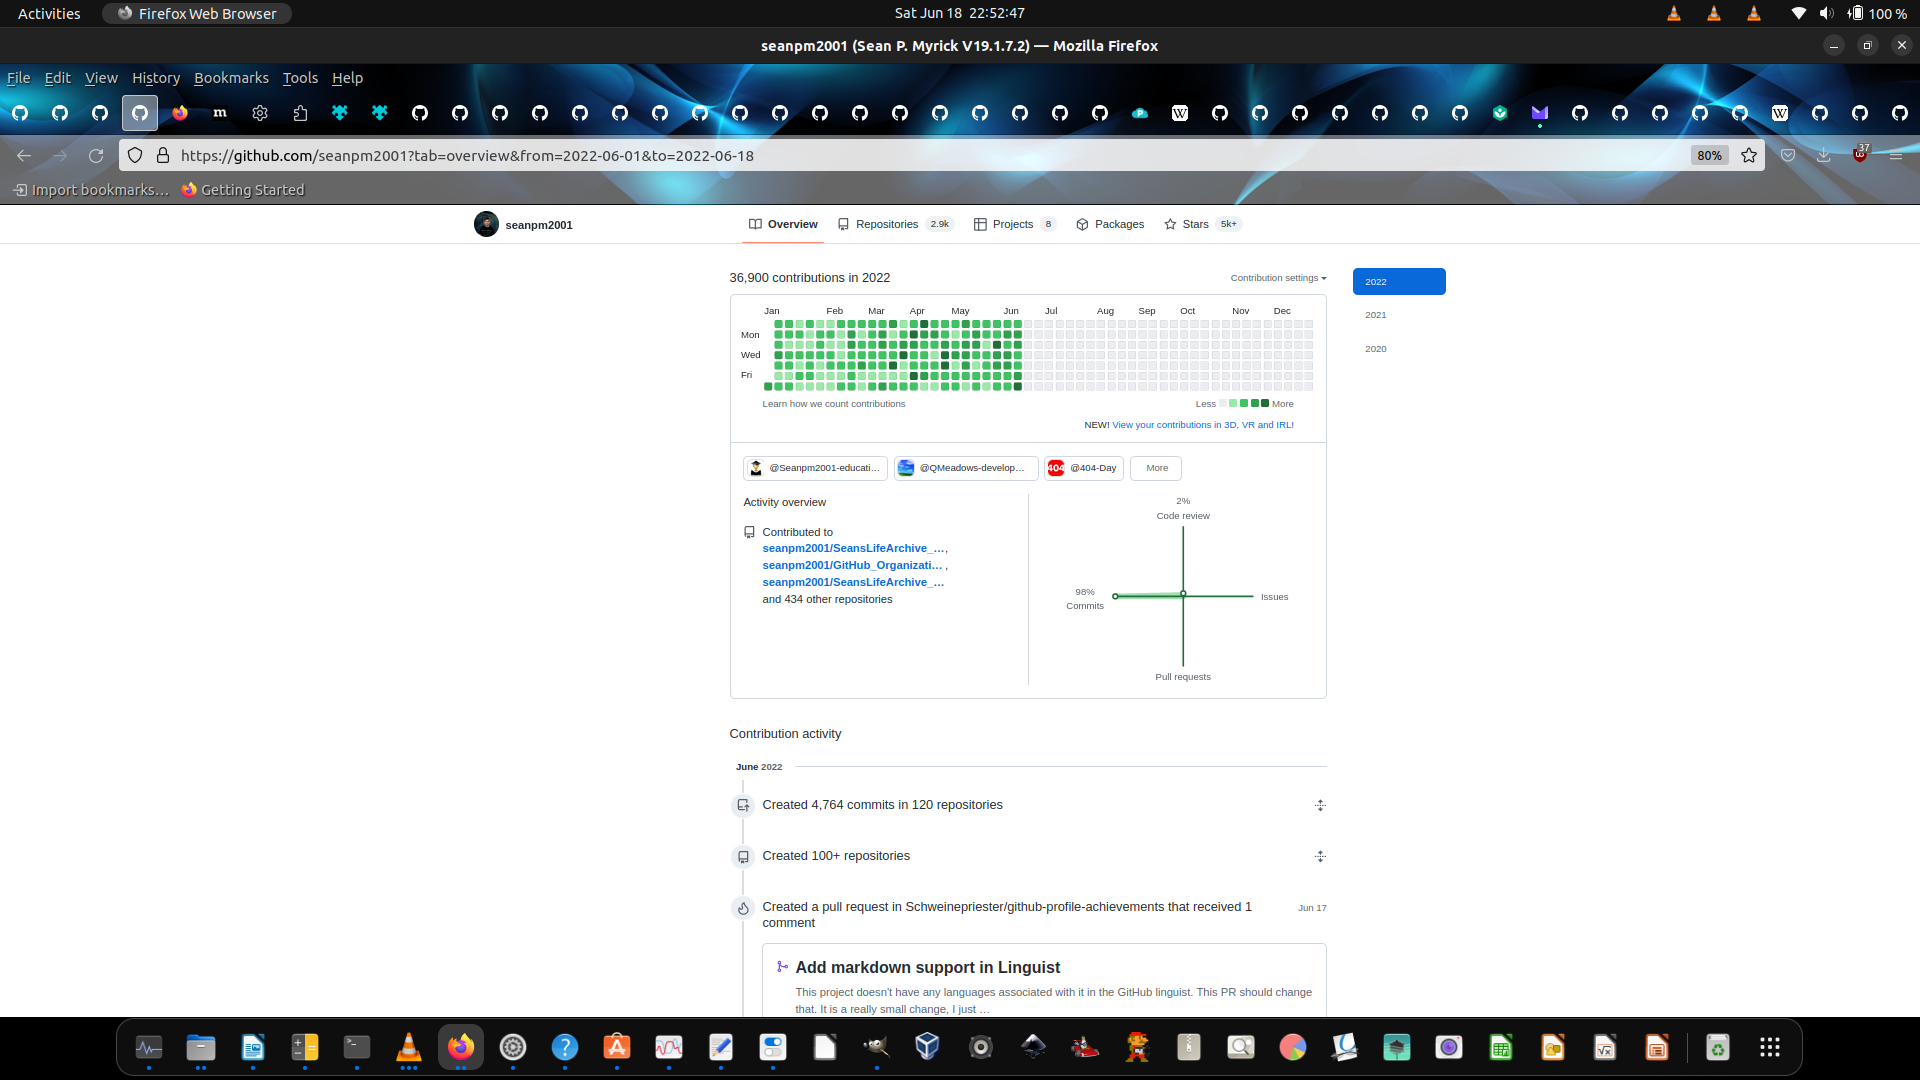 Activities Firefox Web Browser Sat Jun 18 22:52:47 100 %
seanpm2001 (Sean P. Myrick V19.1.7.2) — Mozilla Firefox
File Edit View History Bookmarks Tools Help
https://github.com/seanpm2001?tab=overview&from=2022-06-01&to=2022-06-18 80% 37
Import bookmarks… Getting Started
seanpm2001 Overview Repositories 2.9k Projects 8 Packages Stars 5k+
36,900 contributions in 2022 Contribution settings
2022
2021
2020
Jan Feb Mar Apr May Jun Jul Aug Sep Oct Nov Dec
Mon
Wed
Fri
Learn how we count contributions Less More
NEW! View your contributions in 3D, VR and IRL!
@Seanpm2001-educati… @QMeadows-develop… 404 @404-Day More
Activity overview
Contributed to
seanpm2001/SeansLifeArchive_…,
seanpm2001/GitHub_Organizati… ,
seanpm2001/SeansLifeArchive_…
and 434 other repositories
2%
Code review
98%
Commits
Issues
Pull requests
Contribution activity
June 2022
Created 4,764 commits in 120 repositories
Created 100+ repositories
Created a pull request in Schweinepriester/github-profile-achievements that received 1 Jun 17
comment
Add markdown support in Linguist
This project doesn't have any languages associated with it in the GitHub linguist. This PR should change
that. It is a really small change, I just …